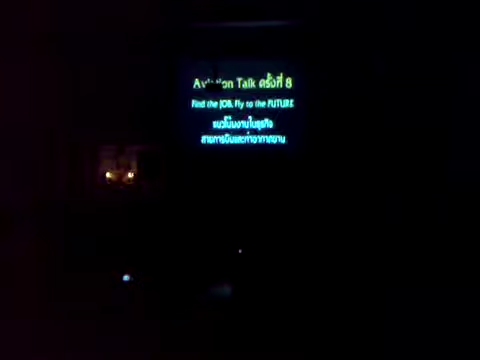 Aviation Talk ครั้งที่ 8
Find the JOB, Fly to the FUTURE
แนวโน้มงานในธุรกิจ
สายการบินและท่าอากาศยาน